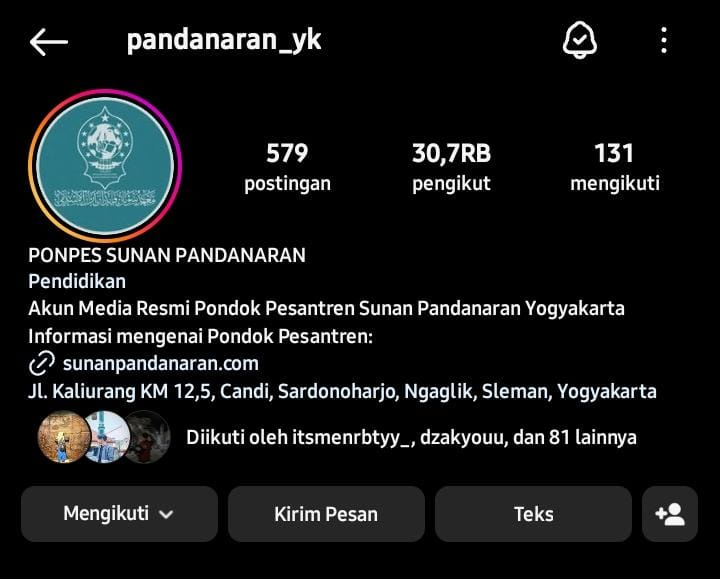 pandanaran_yk
579
postingan
30,7RB
pengikut
131
mengikuti
PONPES SUNAN PANDANARAN
Pendidikan
Akun Media Resmi Pondok Pesantren Sunan Pandanaran Yogyakarta
Informasi mengenai Pondok Pesantren:
sunanpandanaran.com
Jl. Kaliurang KM 12,5, Candi, Sardonoharjo, Ngaglik, Sleman, Yogyakarta
Diikuti oleh itsmenrbtyy_, dzakyouu, dan 81 lainnya
Mengikuti
Kirim Pesan
Teks